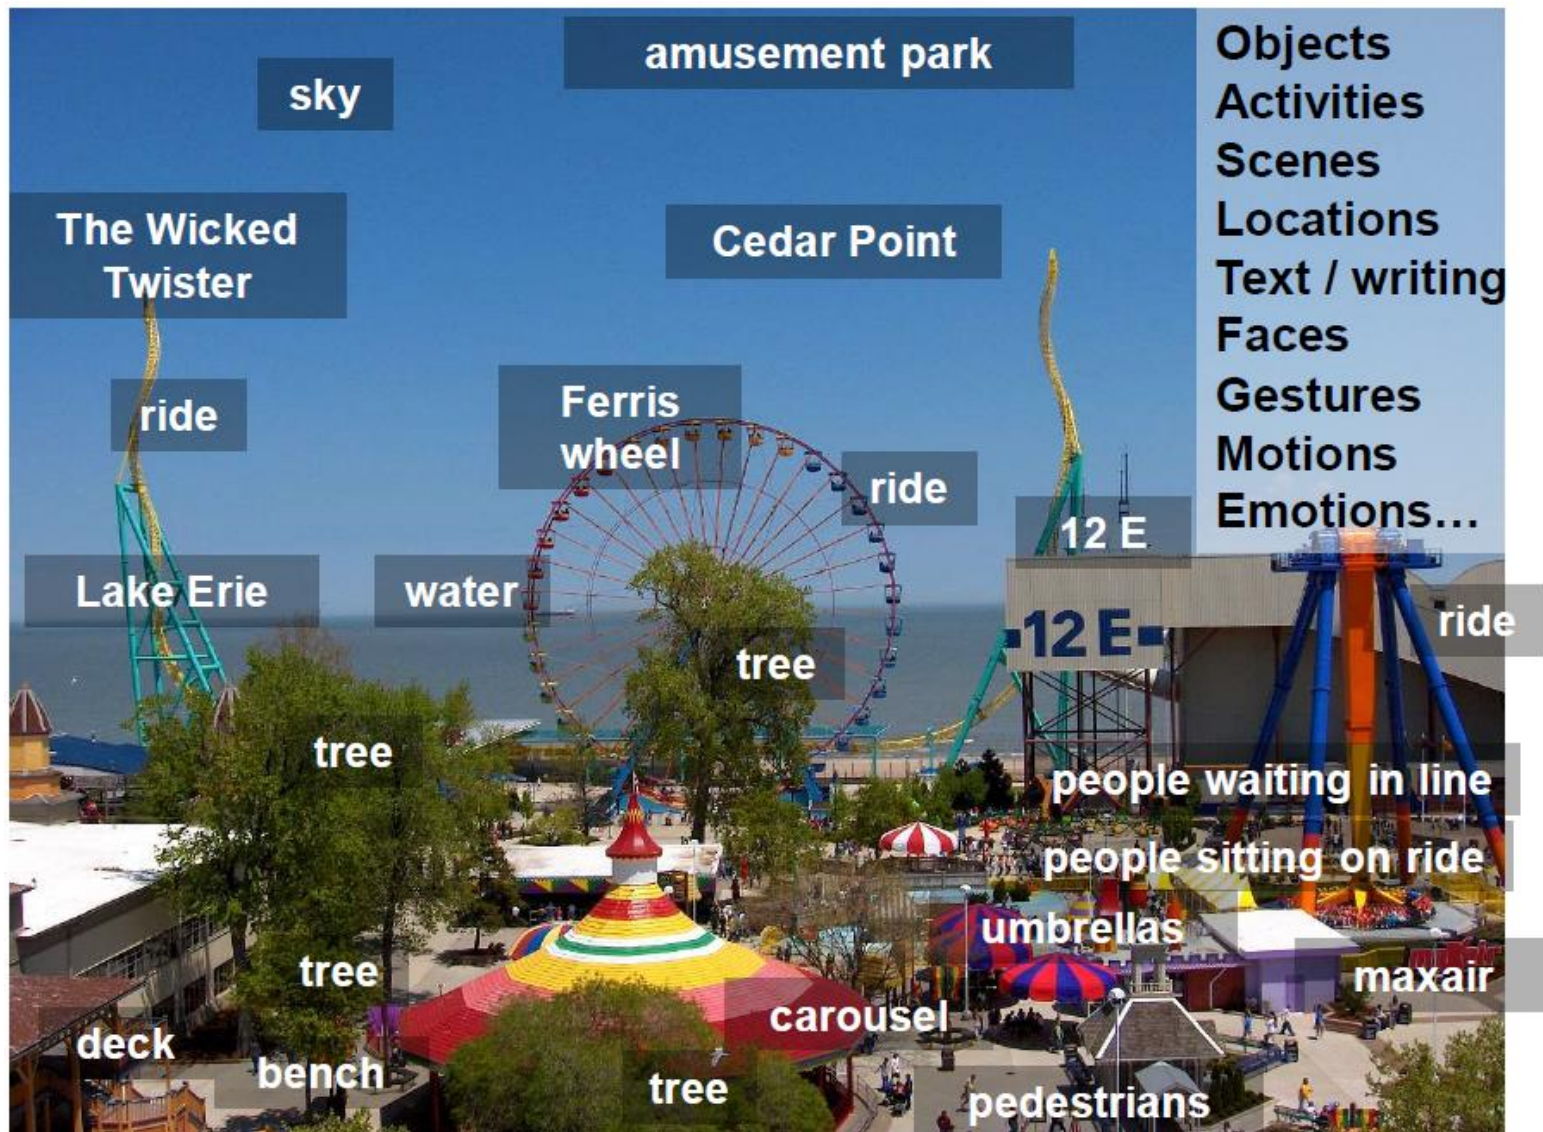 amusement park
sky
Objects
Activities
Scenes
Locations
Text / writing
Faces
Gestures
Motions
Emotions...
The Wicked
Twister
Cedar Point
ride
Ferris
wheel
ride
12 E
Lake Erie
water
12 E
ride
tree
tree
people waiting in line
people sitting on ride
umbrellas
tree
maxair
carousel
deck
bench
tree
pedestrians